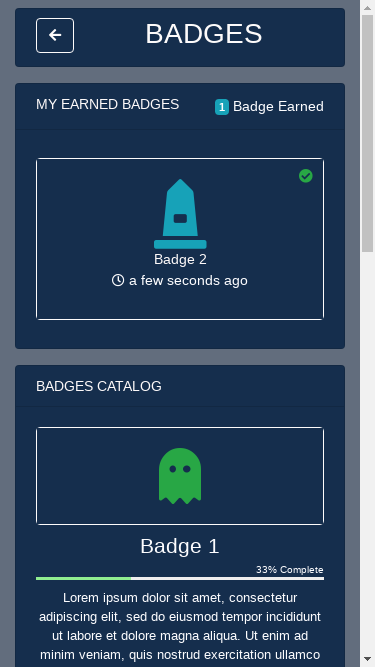 BADGES
MY EARNED BADGES
1 Badge Earned
Badge 2
a few seconds ago
BADGES CATALOG
Badge 1
33% Complete
Lorem ipsum dolor sit amet, consectetur
adipiscing elit, sed do eiusmod tempor incididunt
ut labore et dolore magna aliqua. Ut enim ad
minim veniam, quis nostrud exercitation ullamco